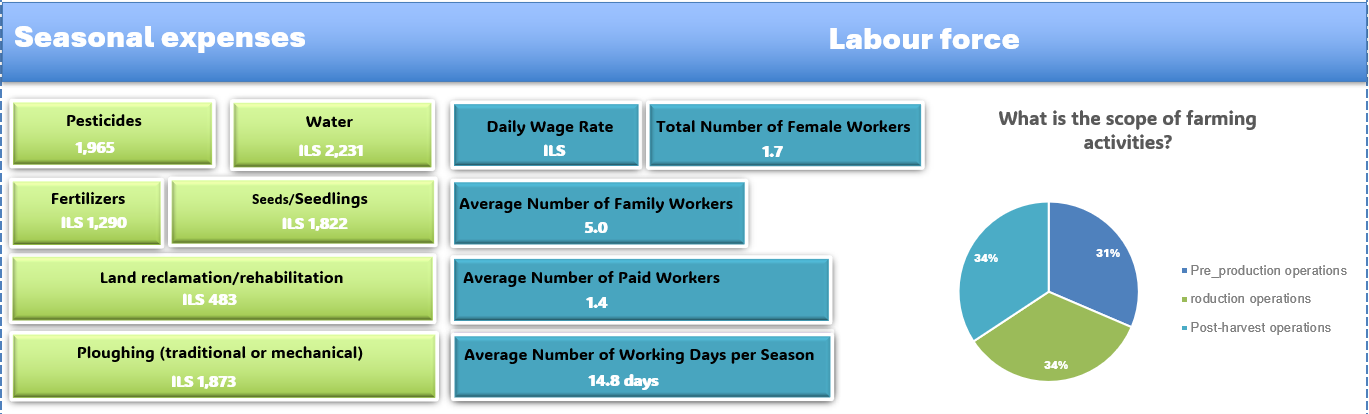 Seasonal expenses
Labour force
Pesticides
1,965
Water
ILS 2,231
Fertilizers
ILS 1,290
Seeds/Seedlings
ILS 1,822
Land reclamation/rehabilitation
ILS 483
Ploughing (traditional or mechanical)
ILS 1,873
Daily Wage Rate
ILS
Total Number of Female Workers
1.7
Average Number of Family Workers
5.0
Average Number of Paid Workers
1.4
Average Number of Working Days per Season
14.8 days
What is the scope of farming
activities?
31%
34%
34%
Pre_production operations
roduction operations
Post-harvest operations